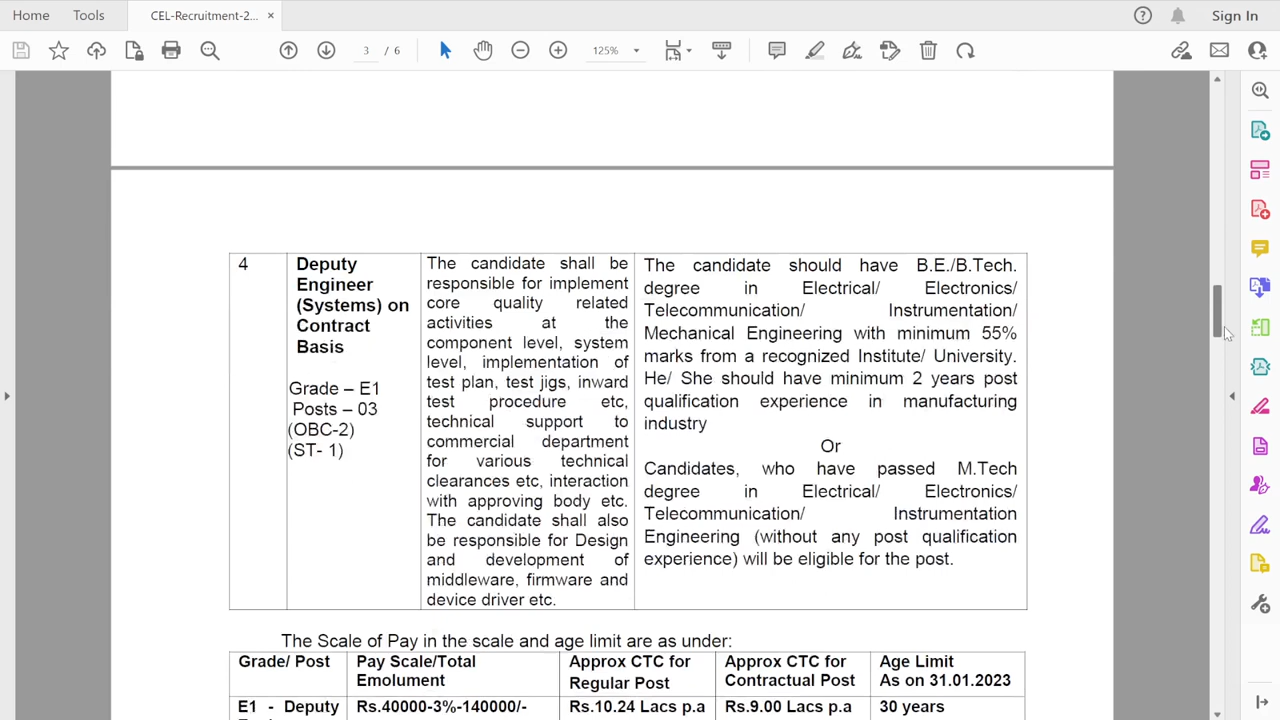 Home Tools CEL-Recruitment-2... × Sign In
3 / 6 125%
4
Deputy
Engineer
(Systems) on
Contract
Basis
Grade – E1
Posts – 03
(OBC-2)
(ST- 1)
The candidate shall be
responsible for implement
core quality related
activities at the
component level, system
level, implementation of
test plan, test jigs, inward
test procedure etc,
technical support to
commercial department
for various technical
clearances etc, interaction
with approving body etc.
The candidate shall also
be responsible for Design
and development of
middleware, firmware and
device driver etc.
The candidate should have B.E./B.Tech.
degree in Electrical/ Electronics/
Telecommunication/ Instrumentation/
Mechanical Engineering with minimum 55%
marks from a recognized Institute/ University.
He/ She should have minimum 2 years post
qualification experience in manufacturing
industry
Or
Candidates, who have passed M.Tech
degree in Electrical/ Electronics/
Telecommunication/ Instrumentation
Engineering (without any post qualification
experience) will be eligible for the post.
The Scale of Pay in the scale and age limit are as under:
Grade/ Post
Pay Scale/Total
Emolument
Approx CTC for
Regular Post
Approx CTC for
Contractual Post
Age Limit
As on 31.01.2023
E1 - Deputy
Rs.40000-3%-140000/-
Rs.10.24 Lacs p.a
Rs.9.00 Lacs p.a
30 years